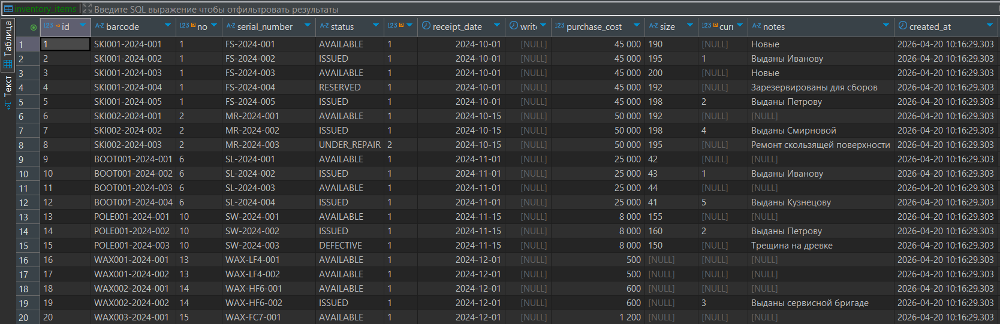 inventory_items Введите SQL выражение чтобы отфильтровать результаты
Таблица
Текст
123 id A-Z barcode 123 no A-Z serial_number A-Z status 123 receipt_date write 123 purchase_cost A-Z size 123 curr A-Z notes created_at
1 1 SKI001-2024-001 1 FS-2024-001 AVAILABLE 1 2024-10-01 [NULL] 45 000 190 [NULL] Новые 2026-04-20 10:16:29.303
2 2 SKI001-2024-002 1 FS-2024-002 ISSUED 1 2024-10-01 [NULL] 45 000 195 1 Выданы Иванову 2026-04-20 10:16:29.303
3 3 SKI001-2024-003 1 FS-2024-003 AVAILABLE 1 2024-10-01 [NULL] 45 000 200 [NULL] Новые 2026-04-20 10:16:29.303
4 4 SKI001-2024-004 1 FS-2024-004 RESERVED 1 2024-10-01 [NULL] 45 000 192 [NULL] Зарезервированы для сборов 2026-04-20 10:16:29.303
5 5 SKI001-2024-005 1 FS-2024-005 ISSUED 1 2024-10-01 [NULL] 45 000 198 2 Выданы Петрову 2026-04-20 10:16:29.303
6 6 SKI002-2024-001 2 MR-2024-001 AVAILABLE 1 2024-10-15 [NULL] 50 000 192 [NULL] [NULL] 2026-04-20 10:16:29.303
7 7 SKI002-2024-002 2 MR-2024-002 ISSUED 1 2024-10-15 [NULL] 50 000 198 4 Выданы Смирновой 2026-04-20 10:16:29.303
8 8 SKI002-2024-003 2 MR-2024-003 UNDER_REPAIR 2 2024-10-15 [NULL] 50 000 195 [NULL] Ремонт скользящей поверхности 2026-04-20 10:16:29.303
9 9 BOOT001-2024-001 6 SL-2024-001 AVAILABLE 1 2024-11-01 [NULL] 25 000 42 [NULL] [NULL] 2026-04-20 10:16:29.303
10 10 BOOT001-2024-002 6 SL-2024-002 ISSUED 1 2024-11-01 [NULL] 25 000 43 1 Выданы Иванову 2026-04-20 10:16:29.303
11 11 BOOT001-2024-003 6 SL-2024-003 AVAILABLE 1 2024-11-01 [NULL] 25 000 44 [NULL] [NULL] 2026-04-20 10:16:29.303
12 12 BOOT001-2024-004 6 SL-2024-004 ISSUED 1 2024-11-01 [NULL] 25 000 41 5 Выданы Кузнецову 2026-04-20 10:16:29.303
13 13 POLE001-2024-001 10 SW-2024-001 AVAILABLE 1 2024-11-15 [NULL] 8 000 155 [NULL] [NULL] 2026-04-20 10:16:29.303
14 14 POLE001-2024-002 10 SW-2024-002 ISSUED 1 2024-11-15 [NULL] 8 000 160 2 Выданы Петрову 2026-04-20 10:16:29.303
15 15 POLE001-2024-003 10 SW-2024-003 DEFECTIVE 1 2024-11-15 [NULL] 8 000 150 [NULL] Трещина на древке 2026-04-20 10:16:29.303
16 16 WAX001-2024-001 13 WAX-LF4-001 AVAILABLE 1 2024-12-01 [NULL] 500 [NULL] [NULL] [NULL] 2026-04-20 10:16:29.303
17 17 WAX001-2024-002 13 WAX-LF4-002 AVAILABLE 1 2024-12-01 [NULL] 500 [NULL] [NULL] [NULL] 2026-04-20 10:16:29.303
18 18 WAX002-2024-001 14 WAX-HF6-001 AVAILABLE 1 2024-12-01 [NULL] 600 [NULL] [NULL] [NULL] 2026-04-20 10:16:29.303
19 19 WAX002-2024-002 14 WAX-HF6-002 ISSUED 1 2024-12-01 [NULL] 600 [NULL] 3 Выданы сервисной бригаде 2026-04-20 10:16:29.303
20 20 WAX003-2024-001 15 WAX-FC7-001 AVAILABLE 1 2024-12-01 [NULL] 1 200 [NULL] [NULL] [NULL] 2026-04-20 10:16:29.303